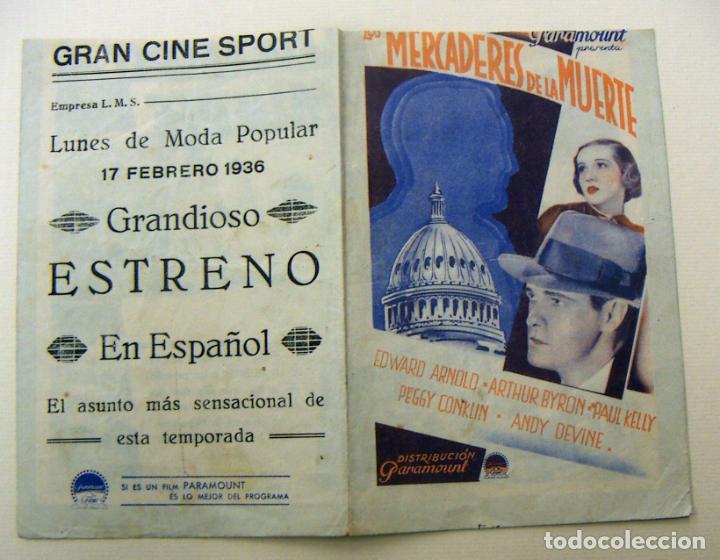 GRAN CINE SPORT
Empresa L. M. S.
Lunes de Moda Popular
17 FEBRERO 1936
Grandioso
ESTRENO
En Español
El asunto más sensacional de
esta temporada
Paramount
SI ES UN FILM PARAMOUNT
ES LO MEJOR DEL PROGRAMA
Paramount
presenta
LOS MERCADERES
DE LA MUERTE
EDWARD ARNOLD · ARTHUR BYRON · PAUL KELLY
PEGGY CONKLIN · ANDY DEVINE ·
DISTRIBUCIÓN
Paramount
todocoleccion